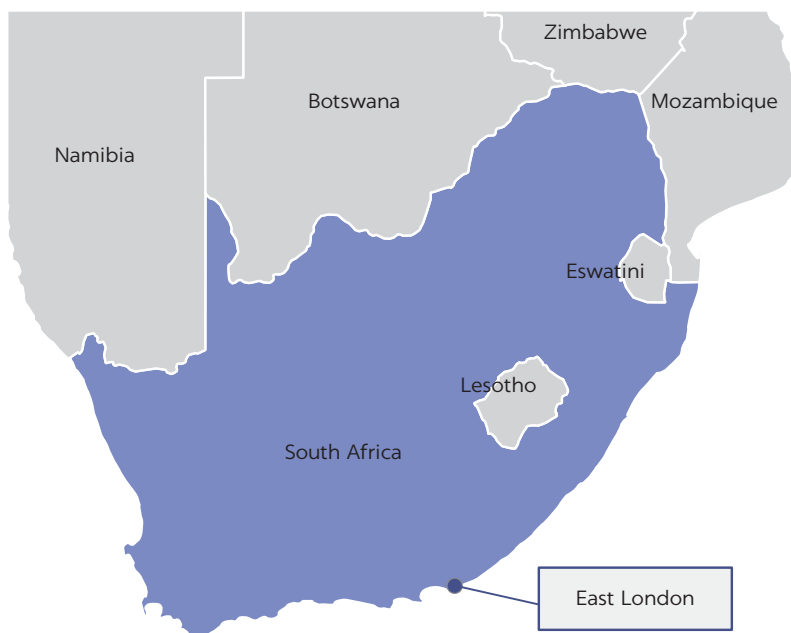 Zimbabwe
Botswana
Mozambique
Namibia
Eswatini
Lesotho
South Africa
East London